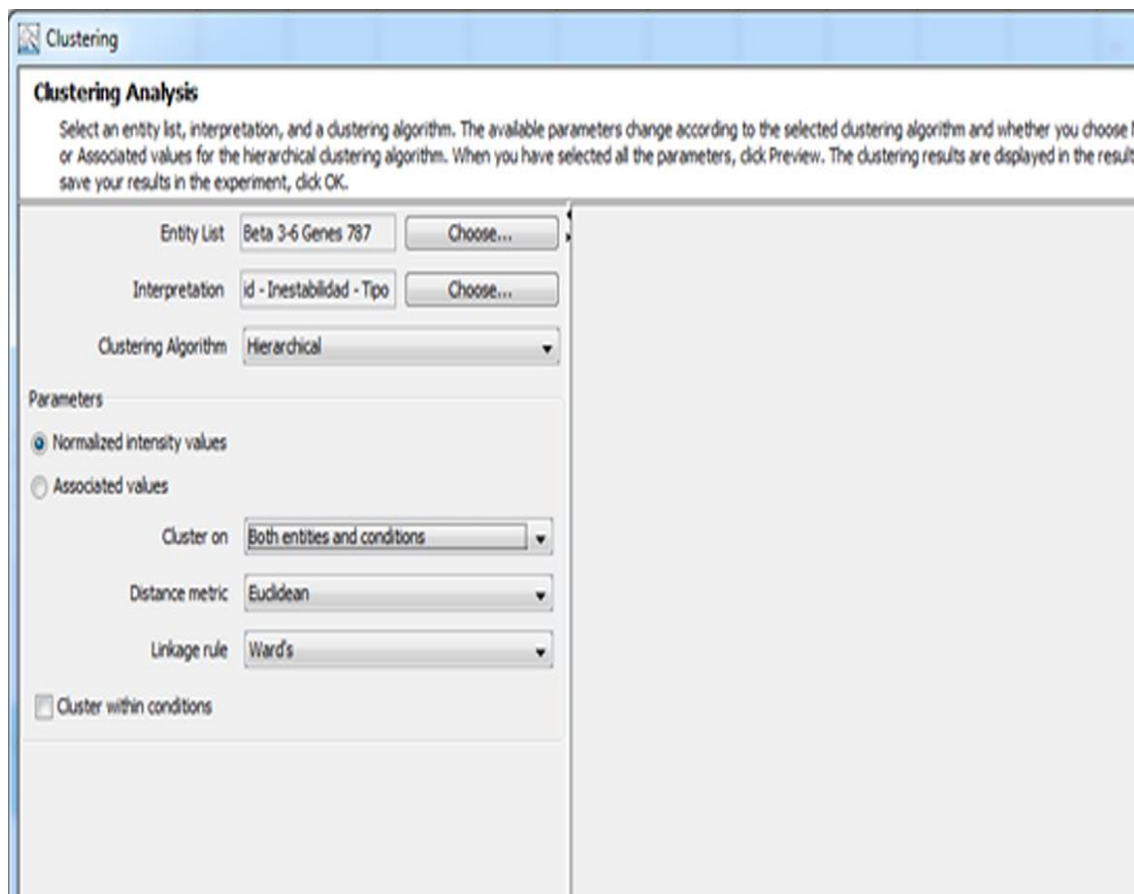 Clustering
Clustering Analysis
Select an entity list, interpretation, and a clustering algorithm. The available parameters change according to the selected clustering algorithm and whether you choose
or Associated values for the hierarchical clustering algorithm. When you have selected all the parameters, click Preview. The clustering results are displayed in the result
save your results in the experiment, click OK.
Entity List Beta 3-6 Genes 787 Choose...
Interpretation id - Inestabilidad - Tipo Choose...
Clustering Algorithm Hierarchical
Parameters
Normalized intensity values
Associated values
Cluster on Both entities and conditions
Distance metric Euclidean
Linkage rule Ward's
Cluster within conditions